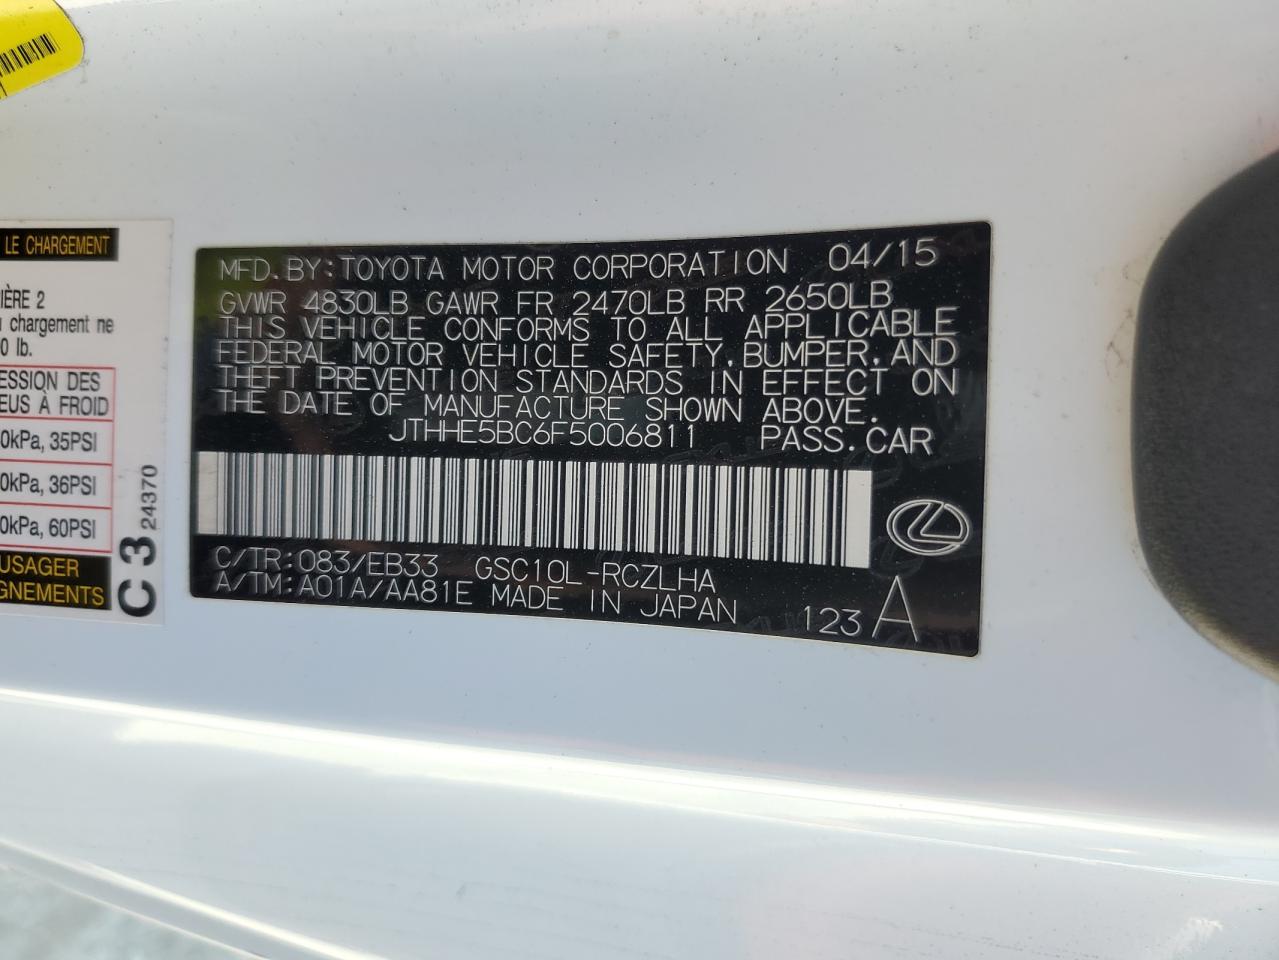 LE CHARGEMENT
IÈRE 2
chargement ne
0 lb.
ESSION DES
EUS À FROID
0kPa, 35PSI
0kPa, 36PSI
0kPa, 60PSI
USAGER
GNEMENTS
C3 24370
MFD.BY:TOYOTA MOTOR CORPORATION 04/15
GVWR 4830LB GAWR FR 2470LB RR 2650LB
THIS VEHICLE CONFORMS TO ALL APPLICABLE
FEDERAL MOTOR VEHICLE SAFETY,BUMPER,AND
THEFT PREVENTION STANDARDS IN EFFECT ON
THE DATE OF MANUFACTURE SHOWN ABOVE.
JTHHE5BC6F5006811 PASS.CAR
C/TR:083/EB33 GSC10L-RCZLHA
A/TM:A01A/AA81E MADE IN JAPAN 123 A